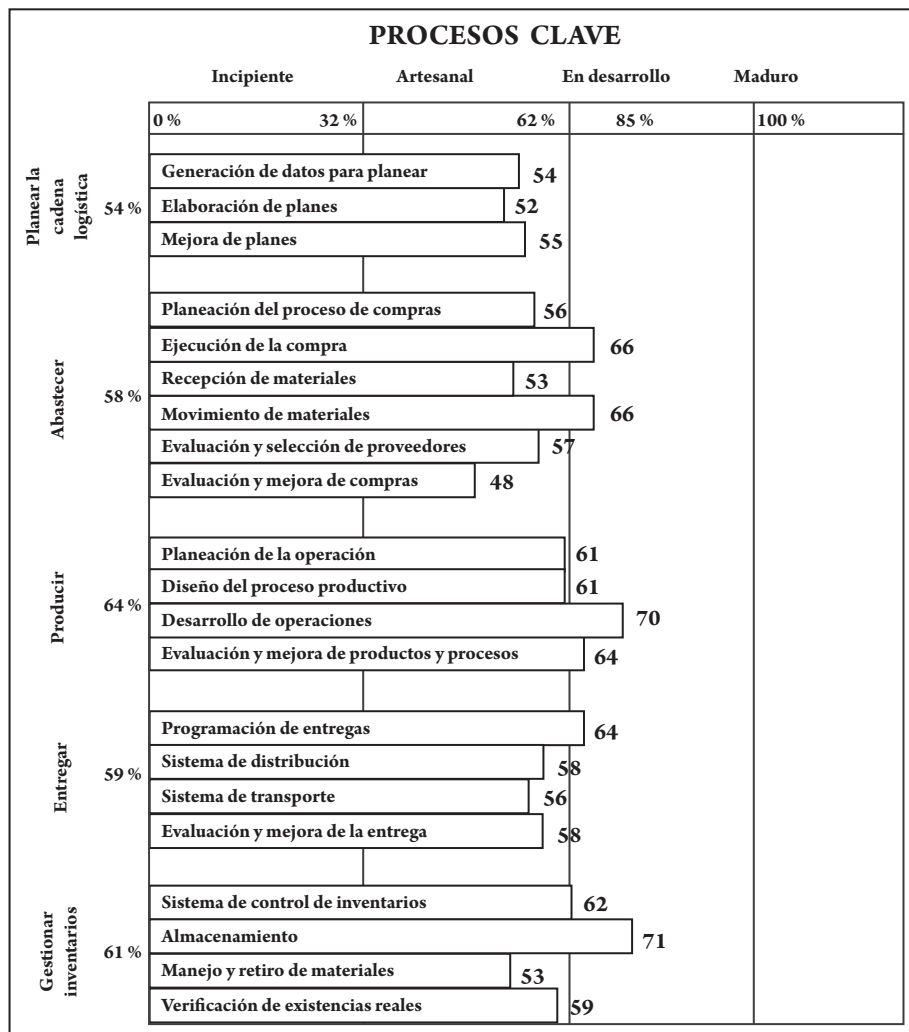 PROCESOS CLAVE
Incipiente Artesanal En desarrollo Maduro
0 % 32 % 62 % 85 % 100 %
Planear la
cadena
logística
54 %
Generación de datos para planear 54
Elaboración de planes 52
Mejora de planes 55
Abastecer
58 %
Planeación del proceso de compras 56
Ejecución de la compra 66
Recepción de materiales 53
Movimiento de materiales 66
Evaluación y selección de proveedores 57
Evaluación y mejora de compras 48
Producir
64 %
Planeación de la operación 61
Diseño del proceso productivo 61
Desarrollo de operaciones 70
Evaluación y mejora de productos y procesos 64
Entregar
59 %
Programación de entregas 64
Sistema de distribución 58
Sistema de transporte 56
Evaluación y mejora de la entrega 58
Gestionar
inventarios
61 %
Sistema de control de inventarios 62
Almacenamiento 71
Manejo y retiro de materiales 53
Verificación de existencias reales 59